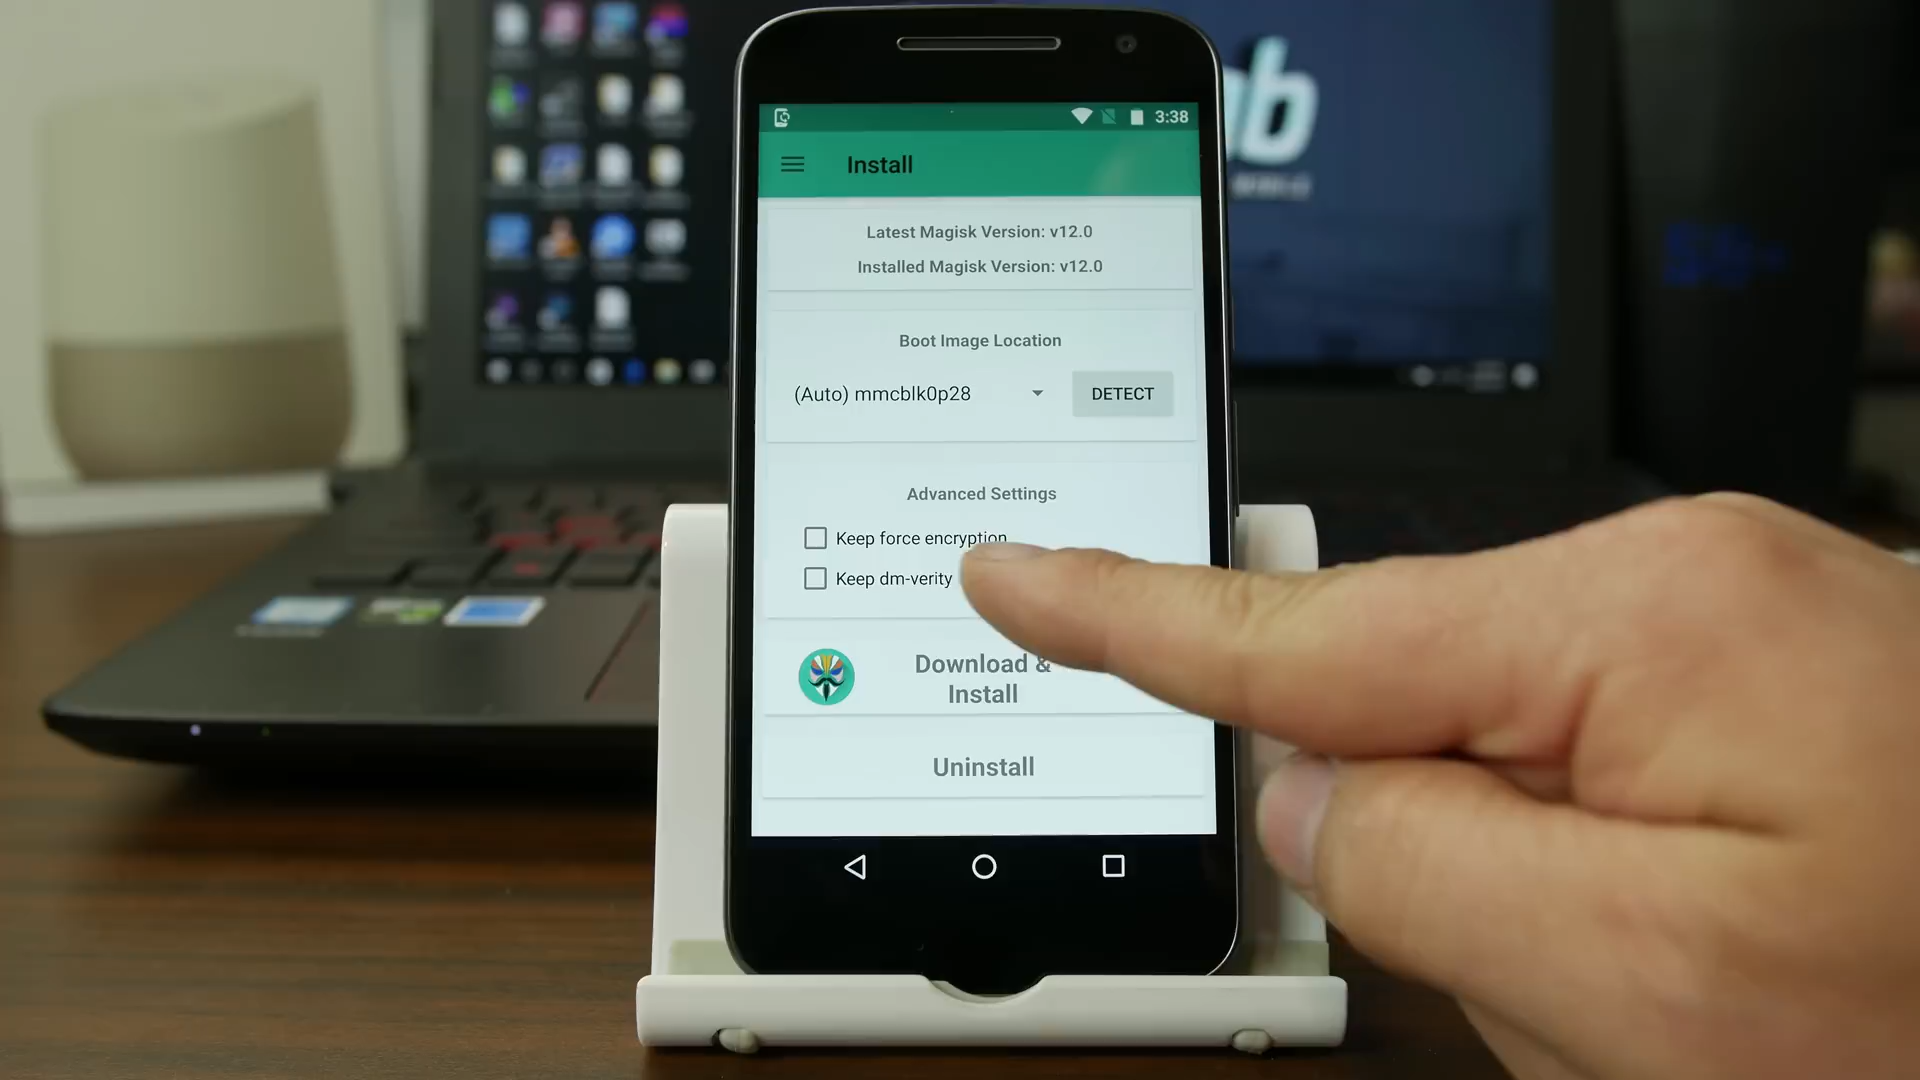 3:38
Install
Latest Magisk Version: v12.0
Installed Magisk Version: v12.0
Boot Image Location
(Auto) mmcblk0p28
DETECT
Advanced Settings
Keep force encryption
Keep dm-verity
Download &
Install
Uninstall